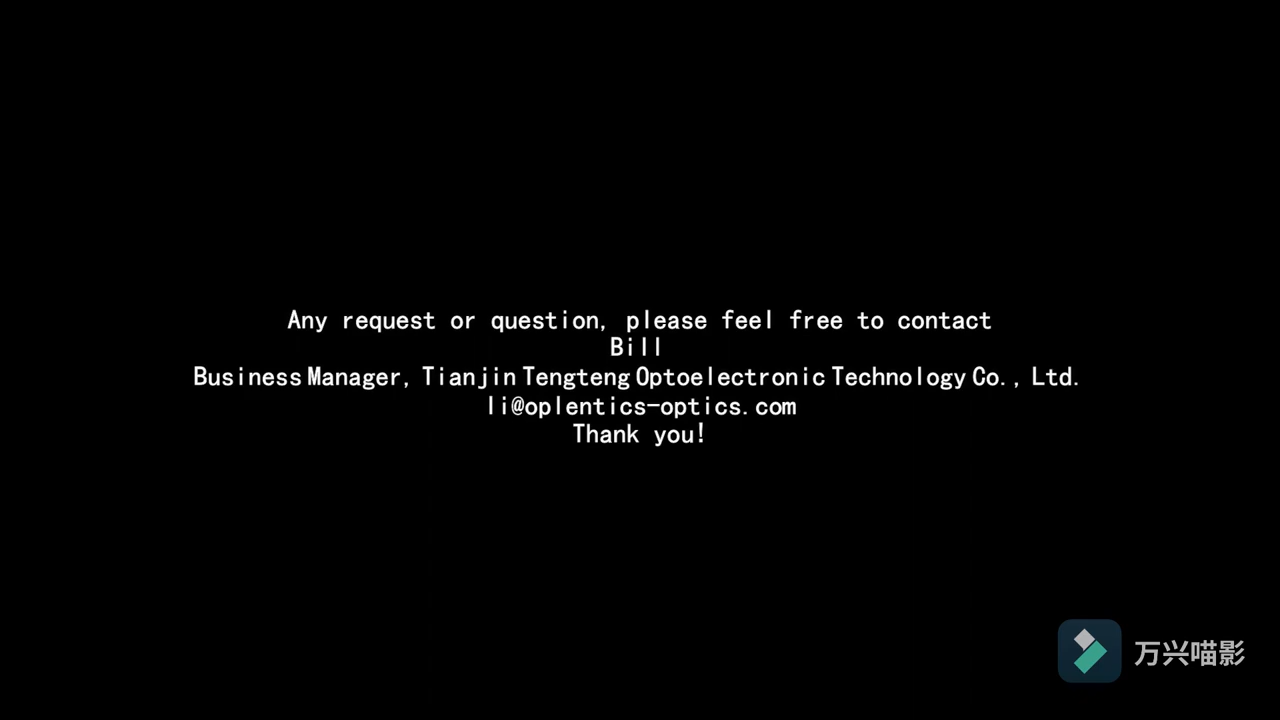 Any request or question, please feel free to contact
Bill
Business Manager, Tianjin Tengteng Optoelectronic Technology Co., Ltd.
li@oplentics-optics.com
Thank you!
万兴喵影